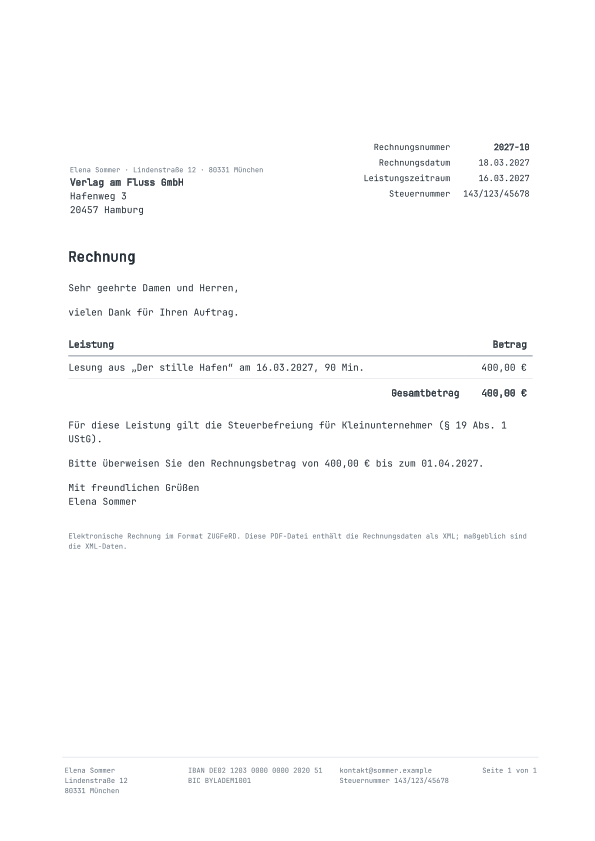 Rechnungsnummer 2027-10
Rechnungsdatum 18.03.2027
Leistungszeitraum 16.03.2027
Steuernummer 143/123/45678
Elena Sommer · Lindenstraße 12 · 80331 München
Verlag am Fluss GmbH
Hafenweg 3
20457 Hamburg
Rechnung
Sehr geehrte Damen und Herren,
vielen Dank für Ihren Auftrag.
Leistung Betrag
Lesung aus „Der stille Hafen“ am 16.03.2027, 90 Min. 400,00 €
Gesamtbetrag 400,00 €
Für diese Leistung gilt die Steuerbefreiung für Kleinunternehmer (§ 19 Abs. 1
UStG).
Bitte überweisen Sie den Rechnungsbetrag von 400,00 € bis zum 01.04.2027.
Mit freundlichen Grüßen
Elena Sommer
Elektronische Rechnung im Format ZUGFeRD. Diese PDF-Datei enthält die Rechnungsdaten als XML; maßgeblich sind
die XML-Daten.
Elena Sommer IBAN DE02 1203 0000 0000 2020 51 kontakt@sommer.example Seite 1 von 1
Lindenstraße 12 BIC BYLADEM1001 Steuernummer 143/123/45678
80331 München